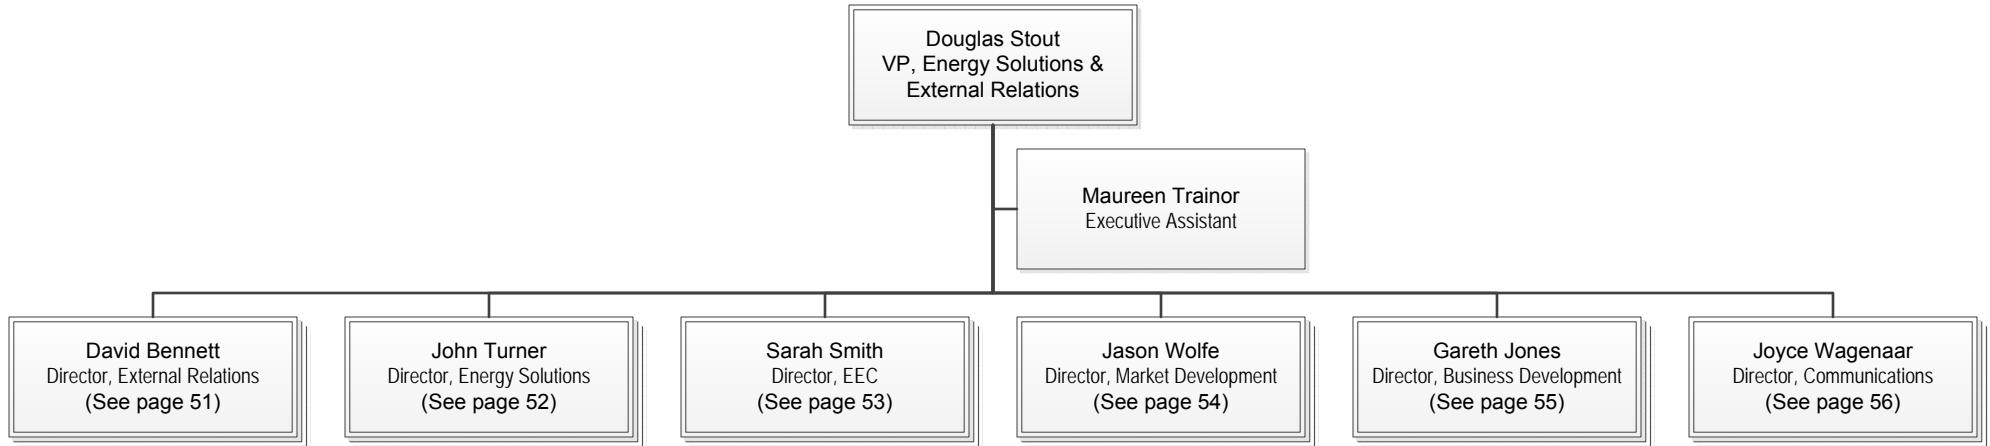 Douglas Stout
VP, Energy Solutions &
External Relations
Maureen Trainor
Executive Assistant
David Bennett
Director, External Relations
(See page 51)
John Turner
Director, Energy Solutions
(See page 52)
Sarah Smith
Director, EEC
(See page 53)
Jason Wolfe
Director, Market Development
(See page 54)
Gareth Jones
Director, Business Development
(See page 55)
Joyce Wagenaar
Director, Communications
(See page 56)